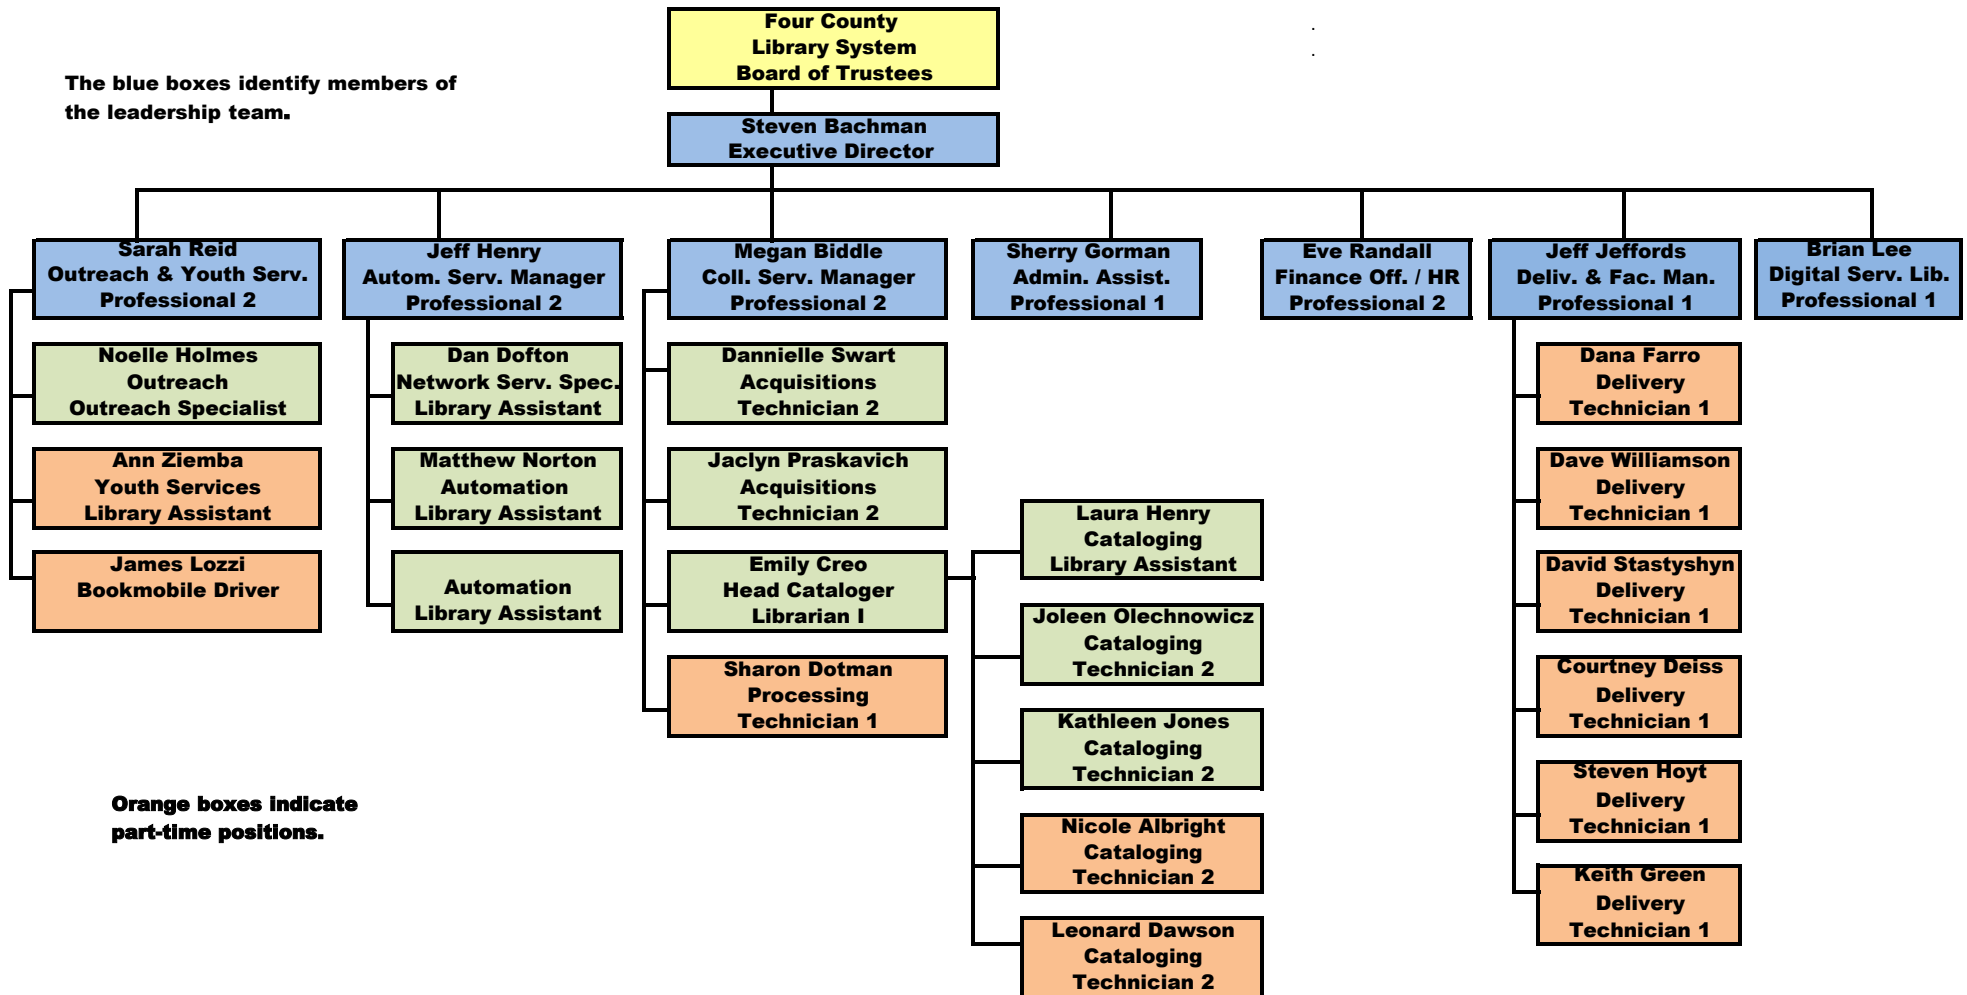 Four County
Library System
Board of Trustees
The blue boxes identify members of
the leadership team.
Steven Bachman
Executive Director
Sarah Reid
Outreach & Youth Serv.
Professional 2
Jeff Henry
Autom. Serv. Manager
Professional 2
Megan Biddle
Coll. Serv. Manager
Professional 2
Sherry Gorman
Admin. Assist.
Professional 1
Eve Randall
Finance Off. / HR
Professional 2
Jeff Jeffords
Deliv. & Fac. Man.
Professional 1
Brian Lee
Digital Serv. Lib.
Professional 1
Noelle Holmes
Outreach
Outreach Specialist
Ann Ziemba
Youth Services
Library Assistant
James Lozzi
Bookmobile Driver
Dan Dofton
Network Serv. Spec.
Library Assistant
Matthew Norton
Automation
Library Assistant
Automation
Library Assistant
Dannielle Swart
Acquisitions
Technician 2
Jaclyn Praskavich
Acquisitions
Technician 2
Emily Creo
Head Cataloger
Librarian I
Sharon Dotman
Processing
Technician 1
Laura Henry
Cataloging
Library Assistant
Joleen Olechnowicz
Cataloging
Technician 2
Kathleen Jones
Cataloging
Technician 2
Nicole Albright
Cataloging
Technician 2
Leonard Dawson
Cataloging
Technician 2
Dana Farro
Delivery
Technician 1
Dave Williamson
Delivery
Technician 1
David Stastyshyn
Delivery
Technician 1
Courtney Deiss
Delivery
Technician 1
Steven Hoyt
Delivery
Technician 1
Keith Green
Delivery
Technician 1
Orange boxes indicate
part-time positions.